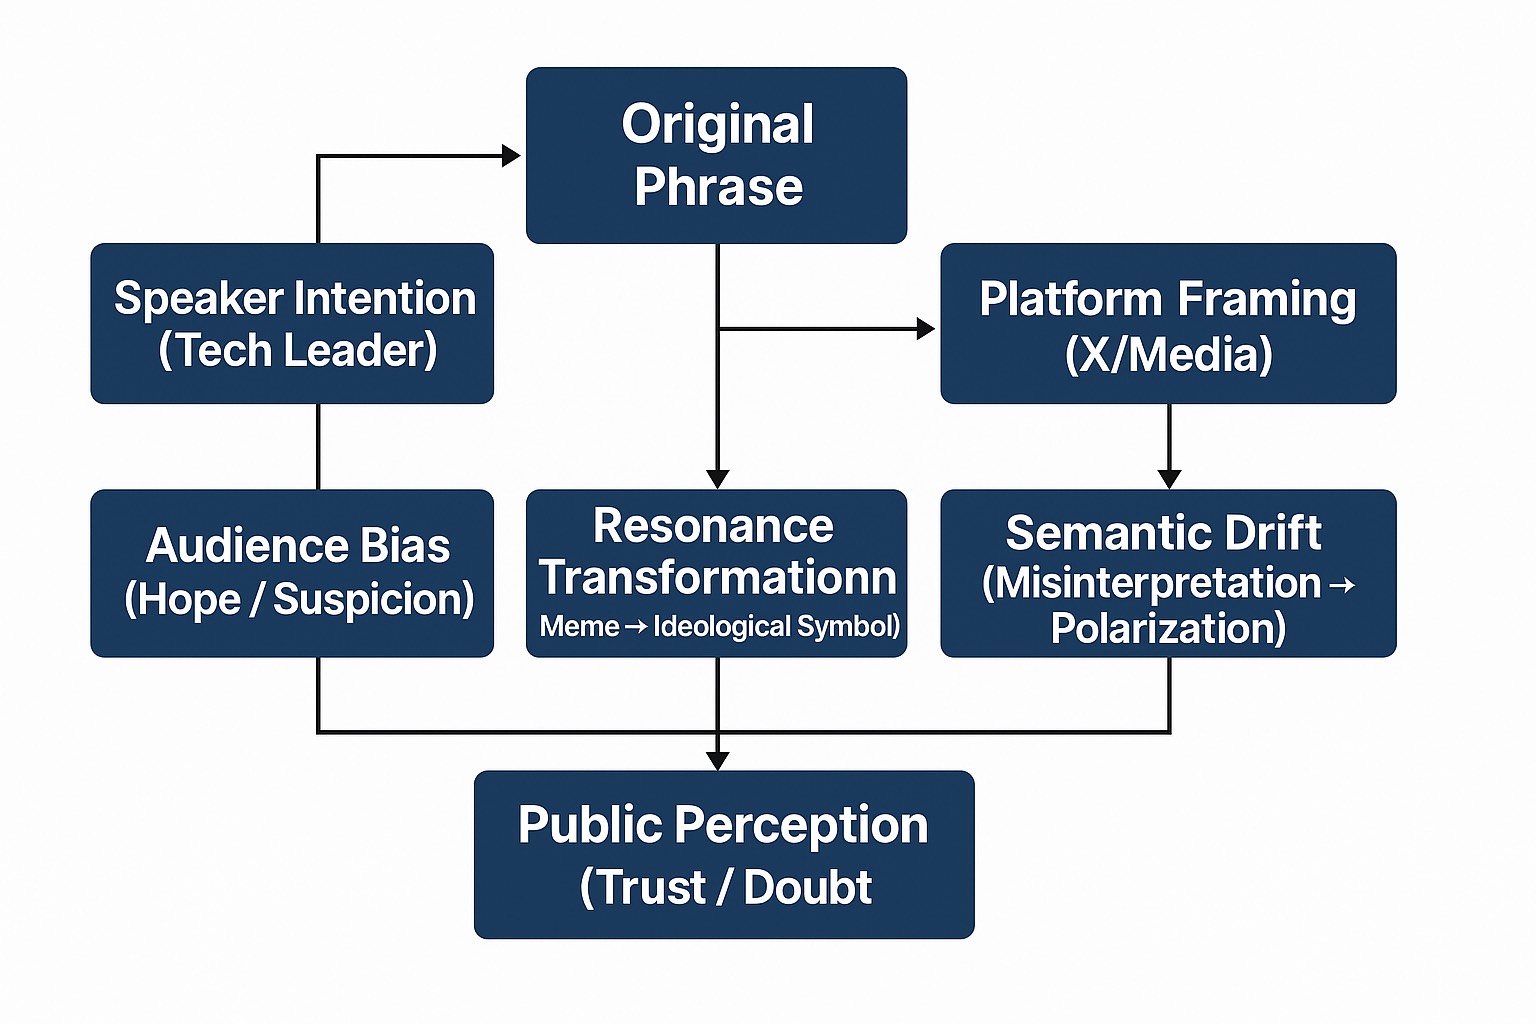 Original
Phrase
Speaker Intention
(Tech Leader)
Platform Framing
(X/Media)
Audience Bias
(Hope / Suspicion)
Resonance
Transformationn
Meme → Ideological Symbol)
Semantic Drift
(Misinterpretation →
Polarization)
Public Perception
(Trust / Doubt